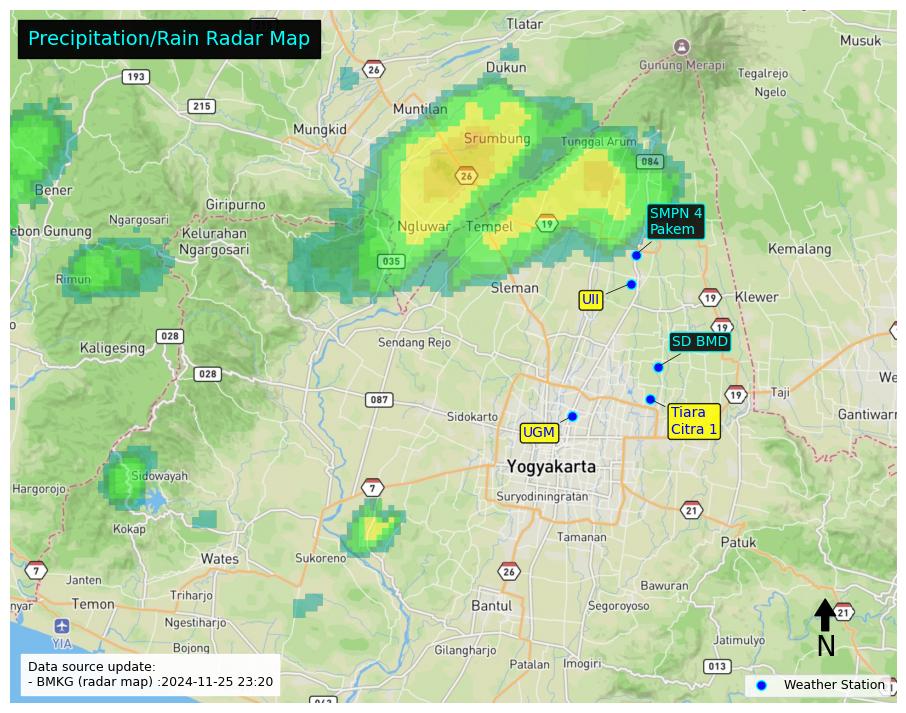 Precipitation/Rain Radar Map
Tlatar
Musuk
26
Gunung Merapi
193
Dukun
Tegalrejo
Ngelo
215
Muntilan
Mungkid
Srumbung
Tunggal Arum
084
26
Bener
Giripurno
Ngargosari
SMPN 4
Pakem
ebon Gunung
Kelurahan
Ngargosari
Ngluwar
Tempel
19
Kemalang
035
Rimun
Sleman
UII
19
Klewer
19
028
Sendang Rejo
SD BMD
Kaligesing
028
087
19
Taji
We
Sidokarto
Tiara
Citra 1
Gantiwarn
UGM
Yogyakarta
Sidowayah
Hargorojo
7
Suryodiningratan
21
Kokap
Tamanan
Patuk
Wates
Sukoreno
7
26
Janten
Bawuran
Temon
Triharjo
Bantul
Segoroyoso
nyar
21
Ngestiharjo
YIA
N
Jatimulyo
Bojong
Gilangharjo
Patalan
Imogiri
013
Data source update:
- BMKG (radar map) :2024-11-25 23:20
Weather Station